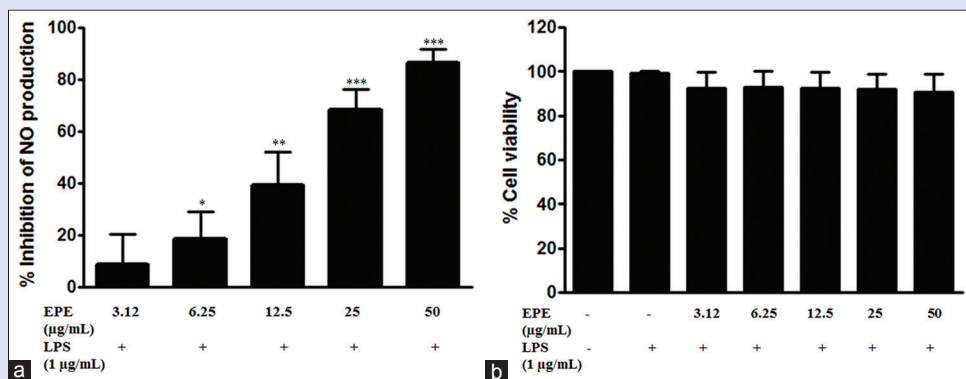 % Inhibition of NO production
100
80
60
40
20
0
*
**
***
***
EPE 3.12 6.25 12.5 25 50
(µg/mL)
LPS + + + + +
(1 µg/mL)
a
% Cell viability
120
100
80
60
40
20
0
EPE - - 3.12 6.25 12.5 25 50
(µg/mL)
LPS - + + + + + +
(1 µg/mL)
b